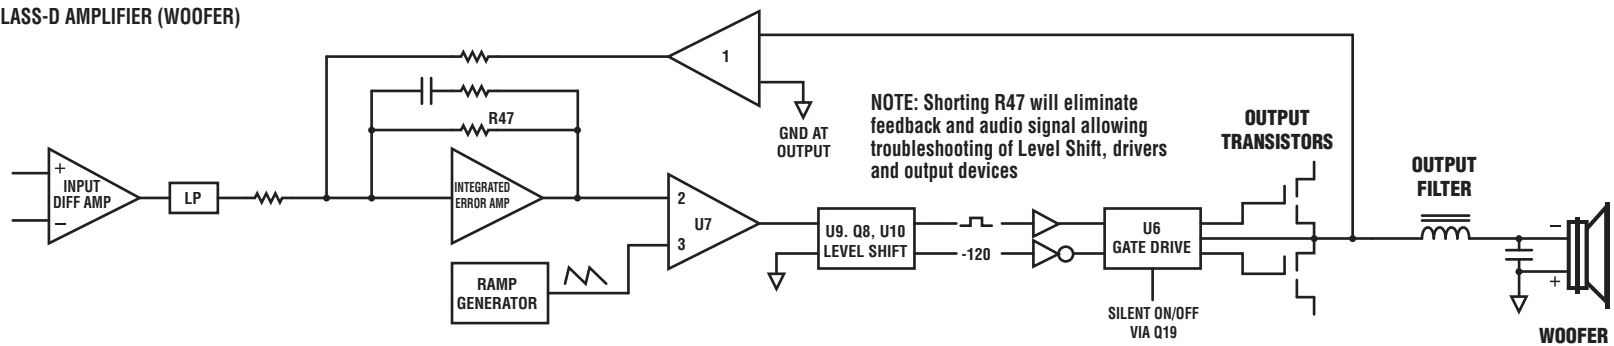 LASS-D AMPLIFIER (WOOFER)
1
R47
GND AT
OUTPUT
NOTE: Shorting R47 will eliminate
feedback and audio signal allowing
troubleshooting of Level Shift, drivers
and output devices
OUTPUT
TRANSISTORS
OUTPUT
FILTER
+
INPUT
DIFF AMP
−
LP
INTEGRATED
ERROR AMP
2
U7
3
RAMP
GENERATOR
U9. Q8, U10
LEVEL SHIFT
-120
U6
GATE DRIVE
SILENT ON/OFF
VIA Q19
−
+
WOOFER